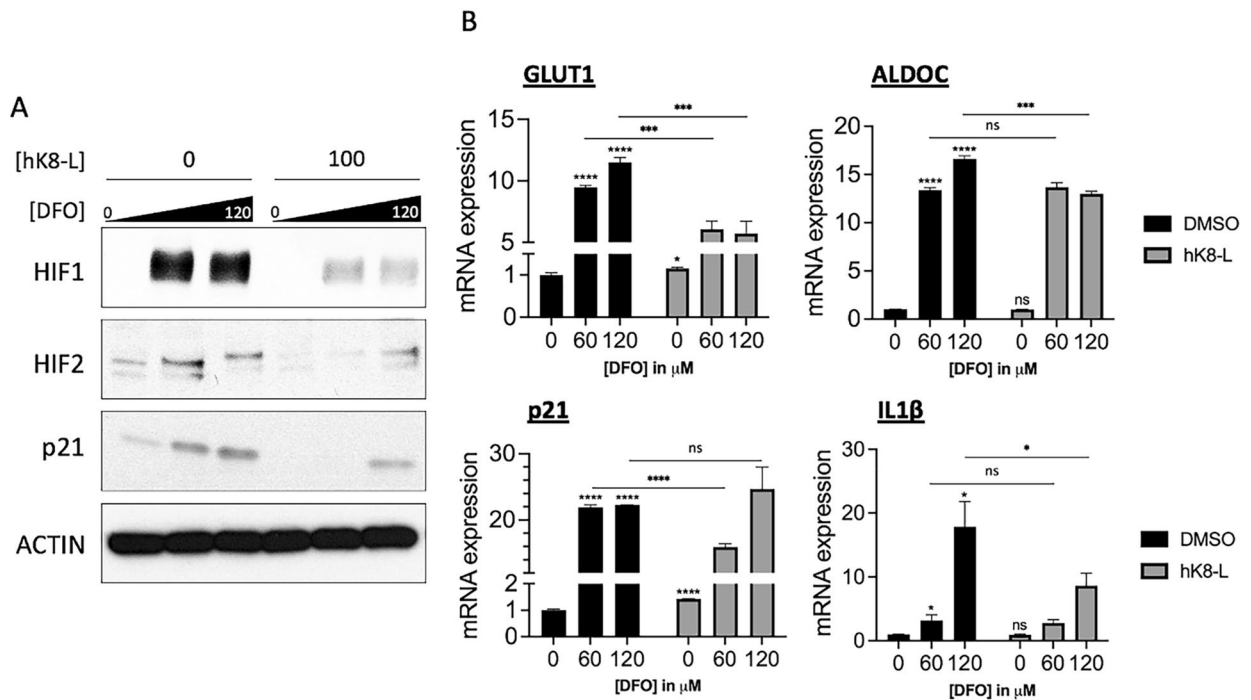 A
[hK8-L] 0 100
[DFO] 0 120 0 120
HIF1
HIF2
p21
ACTIN
B
GLUT1
mRNA expression
15
10
5
1
0
**** **** *
*** ***
0 60 120 0 60 120
[DFO] in μM
ALDOC
mRNA expression
20
15
10
5
0
**** **** ns
ns ***
0 60 120 0 60 120
[DFO] in μM
DMSO
hK8-L
p21
mRNA expression
30
20
2
1
0
**** **** ****
**** ns
0 60 120 0 60 120
[DFO] in μM
IL1β
mRNA expression
30
20
10
0
* * ns
ns *
0 60 120 0 60 120
[DFO] in μM
DMSO
hK8-L